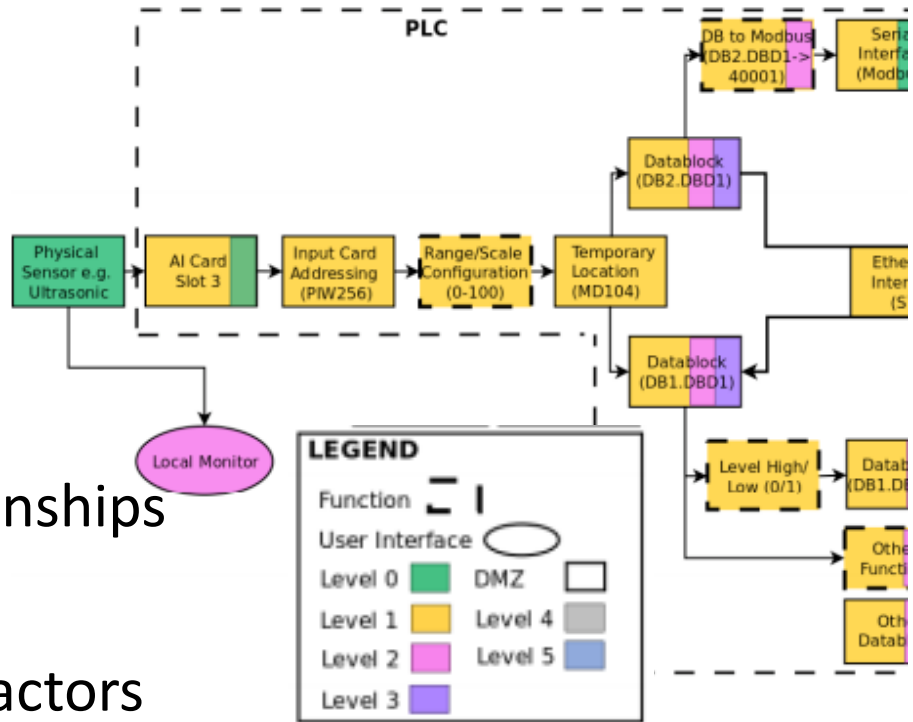 PLC
DB to Modbus
(DB2.DBD1->
40001)
Datablock
(DB2.DBD1)
Physical
Sensor e.g.
Ultrasonic
AI Card
Slot 3
Input Card
Addressing
(PIW256)
Range/Scale
Configuration
(0-100)
Temporary
Location
(MD104)
Datablock
(DB1.DBD1)
Local Monitor
Level High/
Low (0/1)
LEGEND
Function
User Interface
Level 0 DMZ
Level 1 Level 4
Level 2 Level 5
Level 3
nships
actors